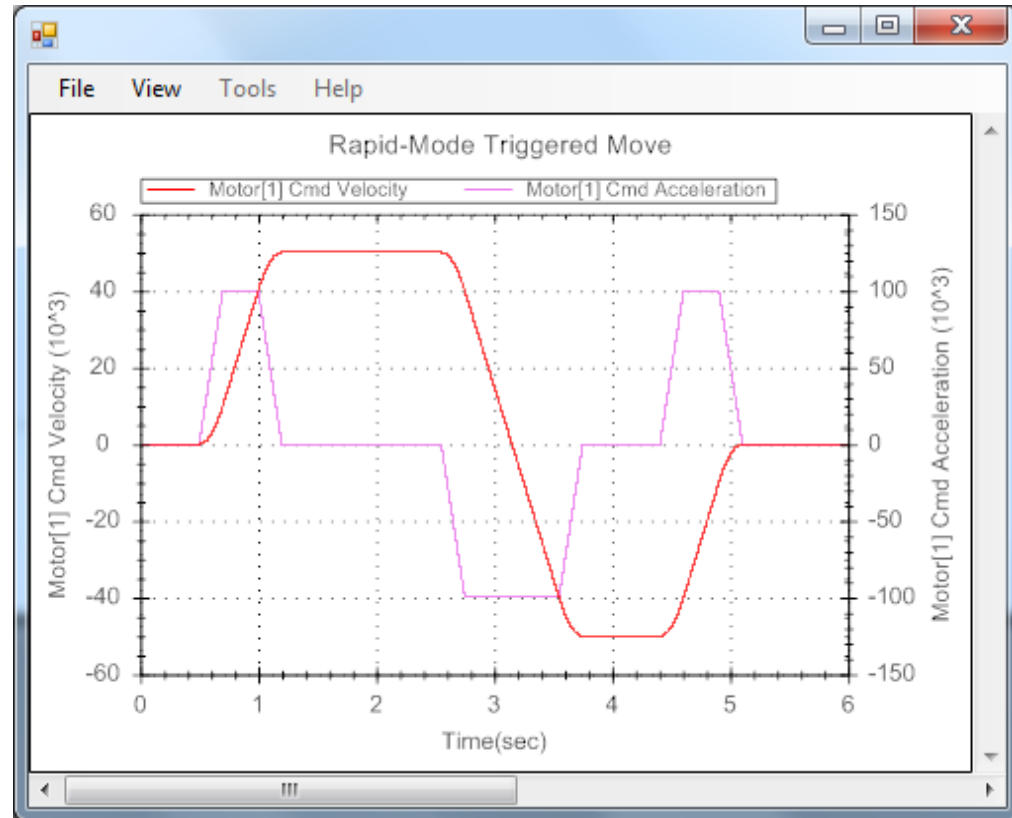 File View Tools Help
Rapid-Mode Triggered Move
Motor[1] Cmd Velocity Motor[1] Cmd Acceleration
Motor[1] Cmd Velocity (10^3)
60
40
20
0
-20
-40
-60
150
100
50
0
-50
-100
-150
Motor[1] Cmd Acceleration (10^3)
0 1 2 3 4 5 6
Time(sec)